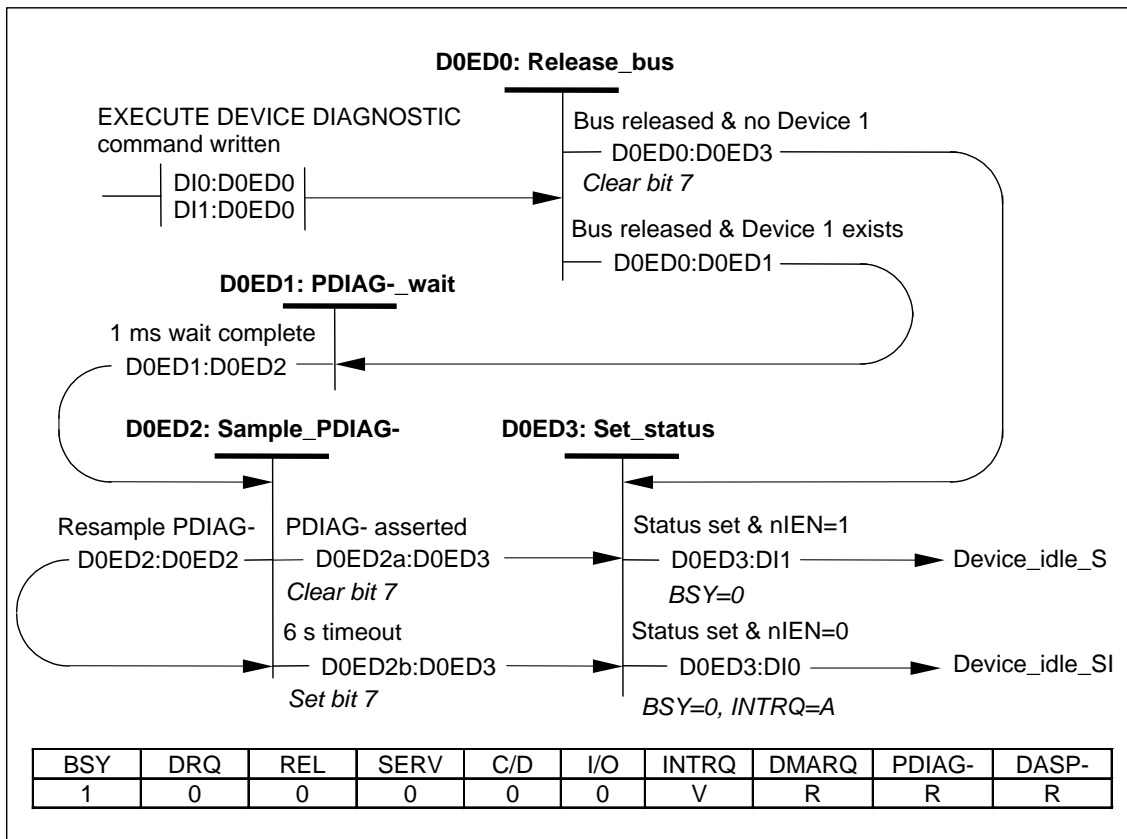 D0ED0: Release_bus
EXECUTE DEVICE DIAGNOSTIC
command written
DI0:D0ED0
DI1:D0ED0
Bus released & no Device 1
D0ED0:D0ED3
Clear bit 7
Bus released & Device 1 exists
D0ED0:D0ED1
D0ED1: PDIAG-_wait
1 ms wait complete
D0ED1:D0ED2
D0ED2: Sample_PDIAG-
D0ED3: Set_status
Resample PDIAG-
D0ED2:D0ED2
PDIAG- asserted
D0ED2a:D0ED3
Clear bit 7
Status set & nIEN=1
D0ED3:DI1
Device_idle_S
BSY=0
6 s timeout
D0ED2b:D0ED3
Set bit 7
Status set & nIEN=0
D0ED3:DI0
Device_idle_SI
BSY=0, INTRQ=A
BSY DRQ REL SERV C/D I/O INTRQ DMARQ PDIAG- DASP-
1 0 0 0 0 0 V R R R